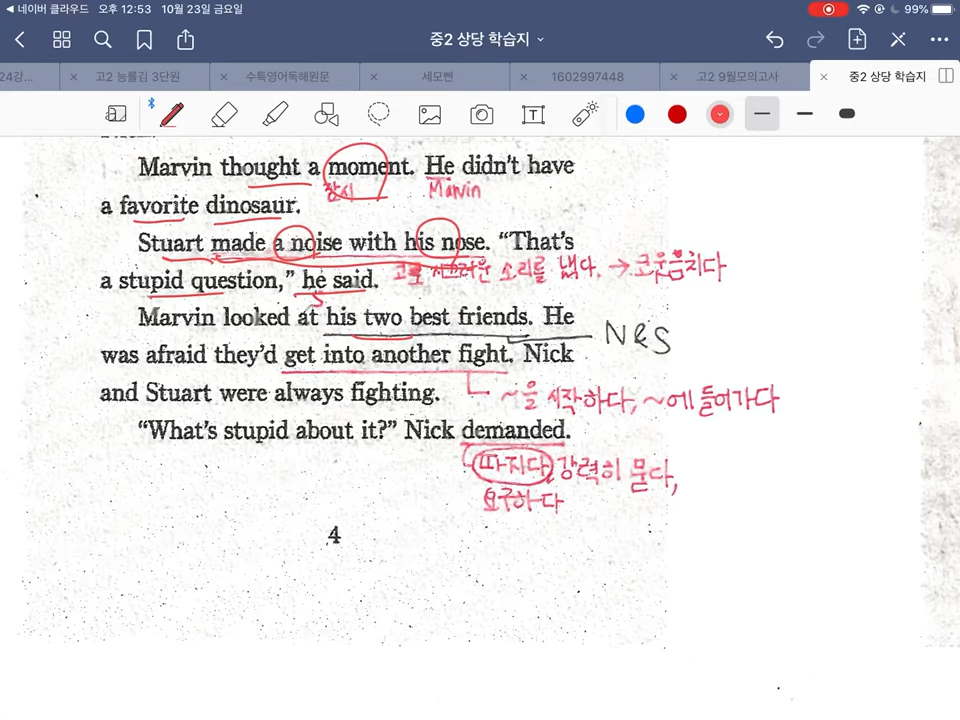 네이버 클라우드 오후 12:53 10월 23일 금요일 99%
중2 상당 학습지
24강... 고2 능률김 3단원 수특영어독해원문 세모삔 1602997448 고2 9월모의고사 중2 상당 학습지
Marvin thought a moment. He didn't have
잠시 Marvin
a favorite dinosaur.
Stuart made a noise with his nose. “That's
a stupid question,” he said. 코로 시끄러운 소리를 냈다. → 코웃음치다
S
Marvin looked at his two best friends. He
N&S
was afraid they'd get into another fight. Nick
and Stuart were always fighting. ~을 시작하다, ~에 들어가다
“What's stupid about it?” Nick demanded.
따지다, 강력히 묻다,
요구하다
4